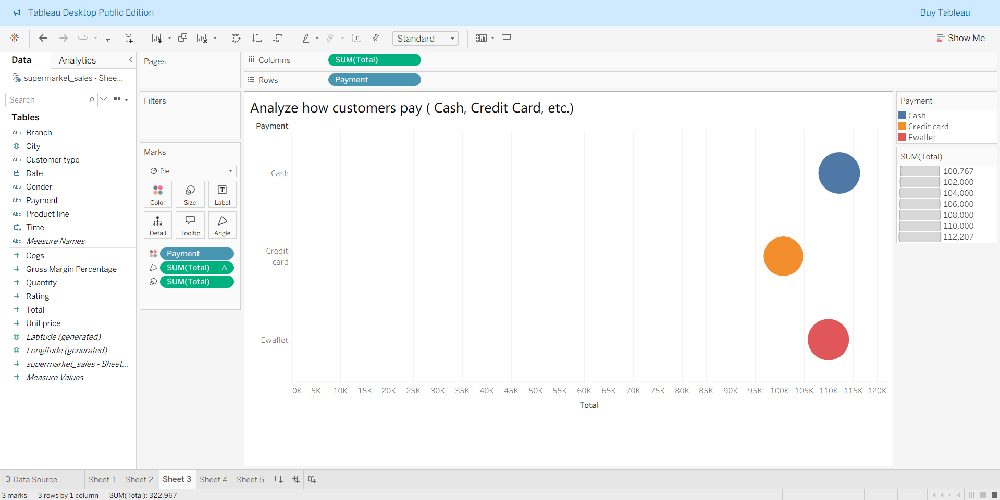 Tableau Desktop Public Edition
Buy Tableau
Standard
Show Me
Data
Analytics
supermarket_sales - Shee...
Search
Tables
Abc Branch
City
Abc Customer type
Date
Abc Gender
Abc Payment
Abc Product line
Time
Abc Measure Names
# Cogs
# Gross Margin Percentage
# Quantity
# Rating
# Total
# Unit price
Latitude (generated)
Longitude (generated)
# supermarket_sales - Sheet...
# Measure Values
Pages
Filters
Marks
Pie
Color
Size
Label
Detail
Tooltip
Angle
Payment
SUM(Total) Δ
SUM(Total)
Columns
SUM(Total)
Rows
Payment
Analyze how customers pay ( Cash, Credit Card, etc.)
Payment
Cash
Credit
card
Ewallet
0K 5K 10K 15K 20K 25K 30K 35K 40K 45K 50K 55K 60K 65K 70K 75K 80K 85K 90K 95K 100K 105K 110K 115K 120K
Total
Payment
Cash
Credit card
Ewallet
SUM(Total)
100,767
102,000
104,000
106,000
108,000
110,000
112,207
Data Source
Sheet 1
Sheet 2
Sheet 3
Sheet 4
Sheet 5
3 marks
3 rows by 1 column
SUM(Total): 322,967